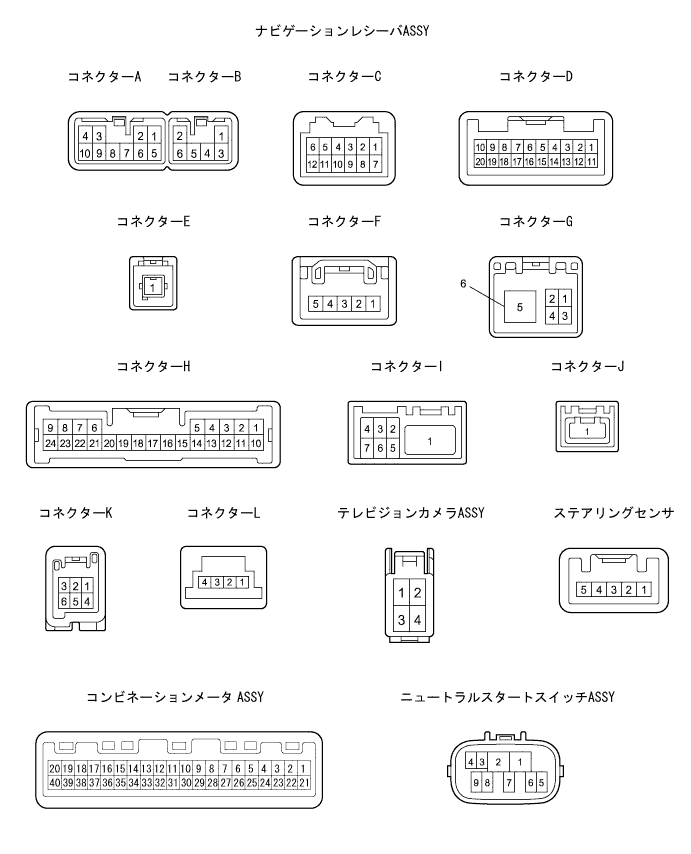 ナビゲーションレシーバASSY
コネクターA コネクターB コネクターC コネクターD
4 3 2 1
10 9 8 7 6 5
2 1
6 5 4 3
6 5 4 3 2 1
12 11 10 9 8 7
10 9 8 7 6 5 4 3 2 1
20 19 18 17 16 15 14 13 12 11
コネクターE コネクターF コネクターG
1
5 4 3 2 1
6
5
2 1
4 3
コネクターH コネクターI コネクターJ
9 8 7 6 5 4 3 2 1
24 23 22 21 20 19 18 17 16 15 14 13 12 11 10
4 3 2
7 6 5
1
1
コネクターK コネクターL テレビジョンカメラASSY ステアリングセンサ
3 2 1
6 5 4
4 3 2 1
1 2
3 4
5 4 3 2 1
コンビネーションメータ ASSY ニュートラルスタートスイッチASSY
20 19 18 17 16 15 14 13 12 11 10 9 8 7 6 5 4 3 2 1
40 39 38 37 36 35 34 33 32 31 30 29 28 27 26 25 24 23 22 21
4 3 2 1
9 8 7 6 5